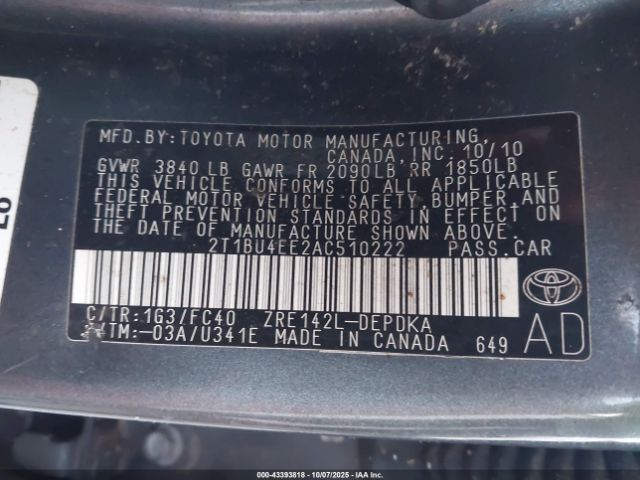 MFD.BY:TOYOTA MOTOR MANUFACTURING,
CANADA,INC. 10/10
GVWR 3840 LB GAWR FR 2090LB RR 1850LB
THIS VEHICLE CONFORMS TO ALL APPLICABLE
FEDERAL MOTOR VEHICLE SAFETY BUMPER AND
THEFT PREVENTION STANDARDS IN EFFECT ON
THE DATE OF MANUFACTURE SHOWN ABOVE.
2T1BU4EE2AC510222 PASS.CAR
C/TR:1G3/FC40 ZRE142L-DEPDKA
TM:-03A/U341E MADE IN CANADA 649
AD
000-43393818 - 10/07/2025 - IAA Inc.